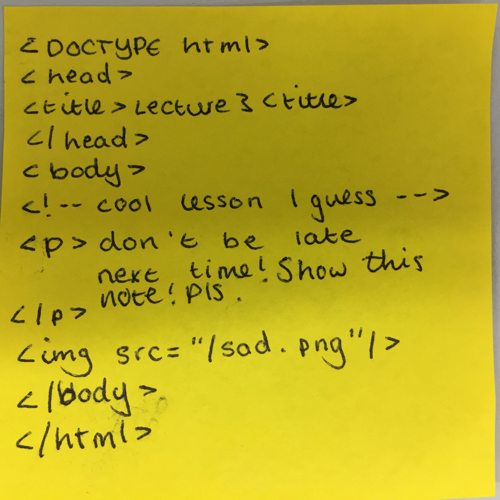 <DOCTYPE html>
<head>
<title> Lecture 3 <title>
</head>
<body>
<!-- cool lesson I guess -->
<p> don't be late
next time! Show this
note! pls.
</p>
<img src="/sad.png"/>
</body>
</html>